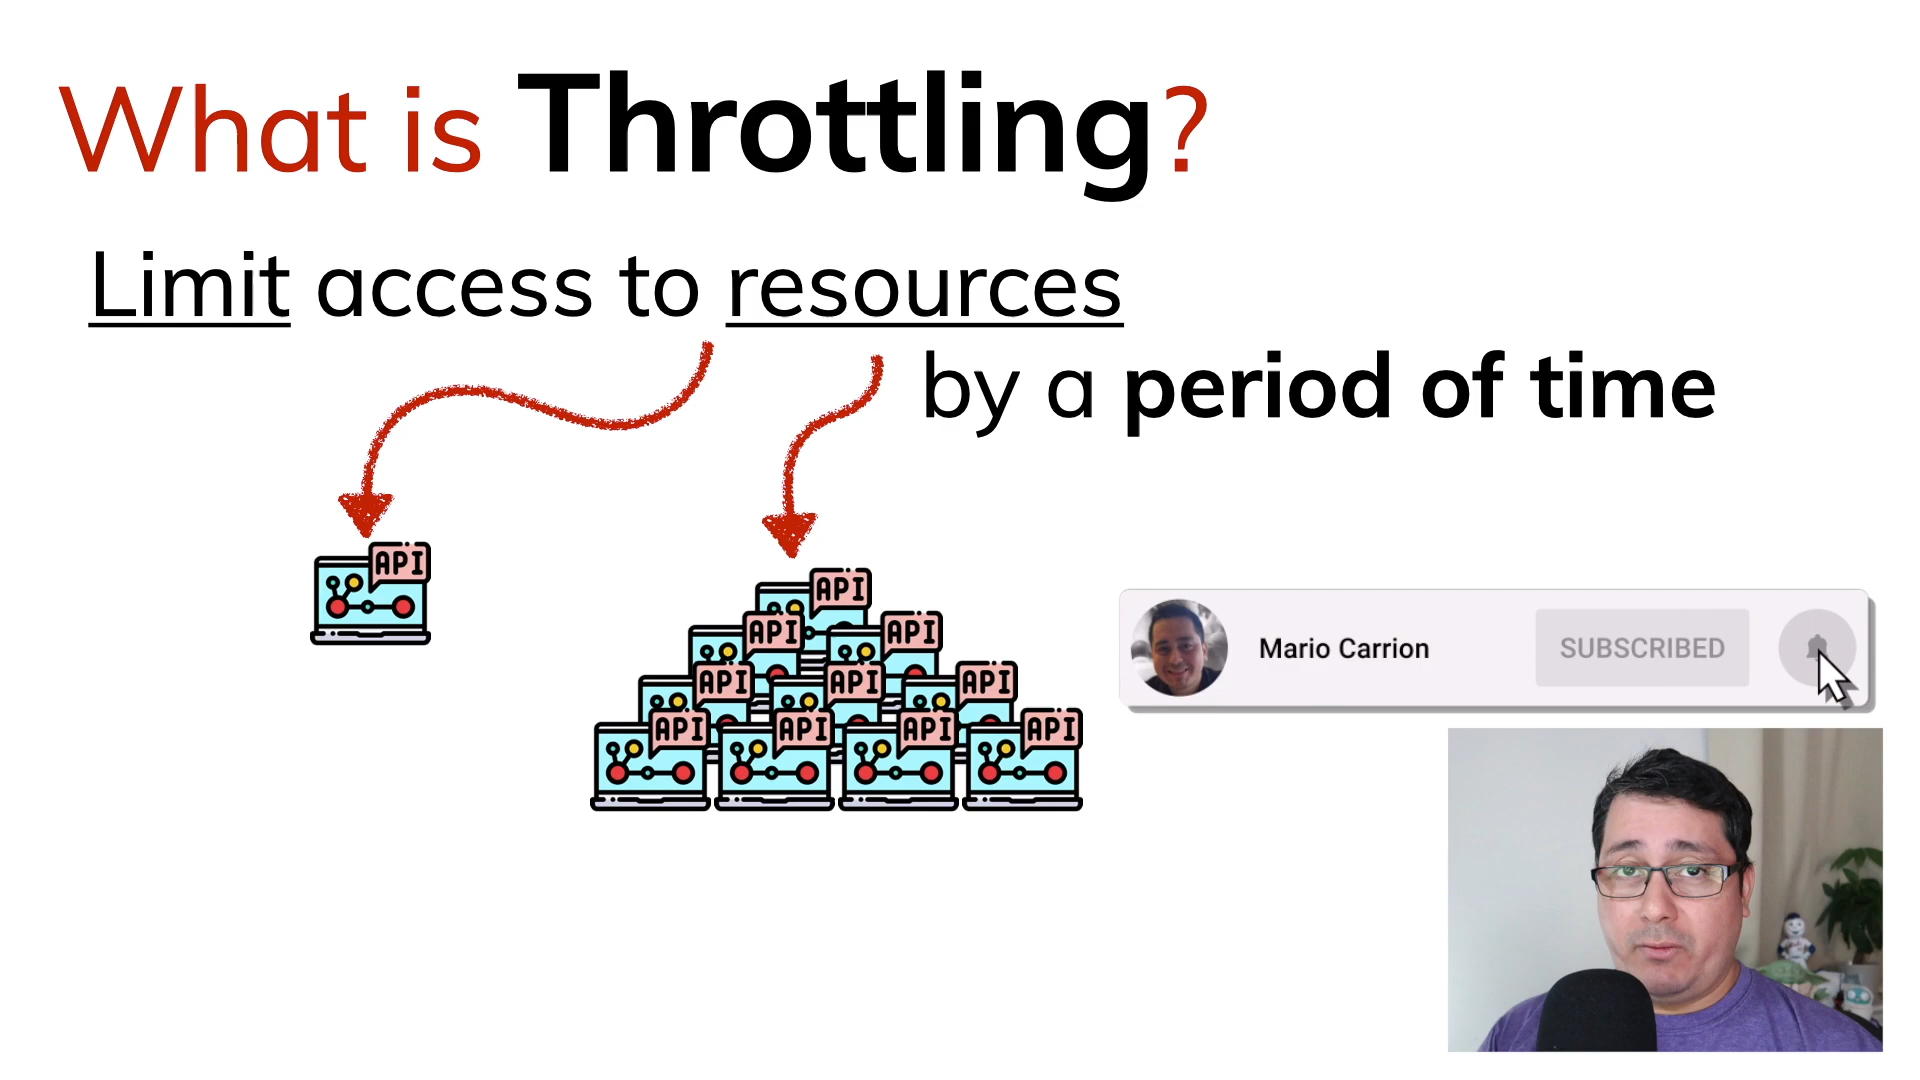 What is Throttling?
Limit access to resources
by a period of time
API
API
API
API
API
API
API
API
API
API
API
Mario Carrion
SUBSCRIBED